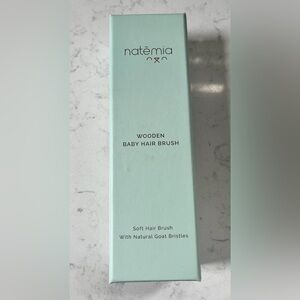 natēmia
WOODEN
BABY HAIR BRUSH
Soft Hair Brush
With Natural Goat Bristles